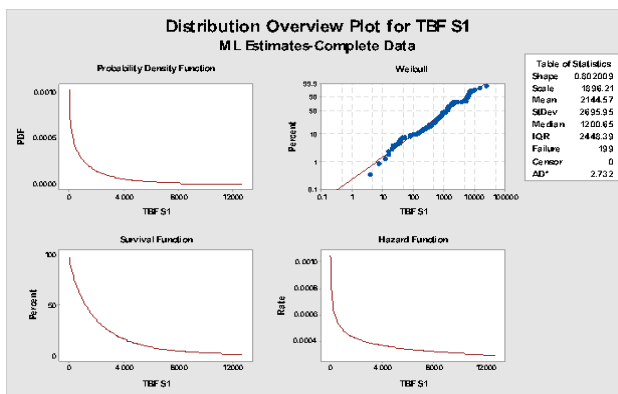 Distribution Overview Plot for TBF S1
ML Estimates-Complete Data
Probability Density Function
PDF
0.0010
0.0005
0.0000
0 4000 8000 12000
TBF S1
Weibull
Percent
99.9
98
50
10
1
0.1
0.1 1 10 100 1000 10000 100000
TBF S1
Table of Statistics
Shape 0.802009
Scale 1896.21
Mean 2144.57
StDev 2695.95
Median 1200.65
IQR 2448.39
Failure 199
Censor 0
AD* 2.732
Survival Function
Percent
100
50
0
0 4000 8000 12000
TBF S1
Hazard Function
Rate
0.0010
0.0008
0.0006
0.0004
0 4000 8000 12000
TBF S1